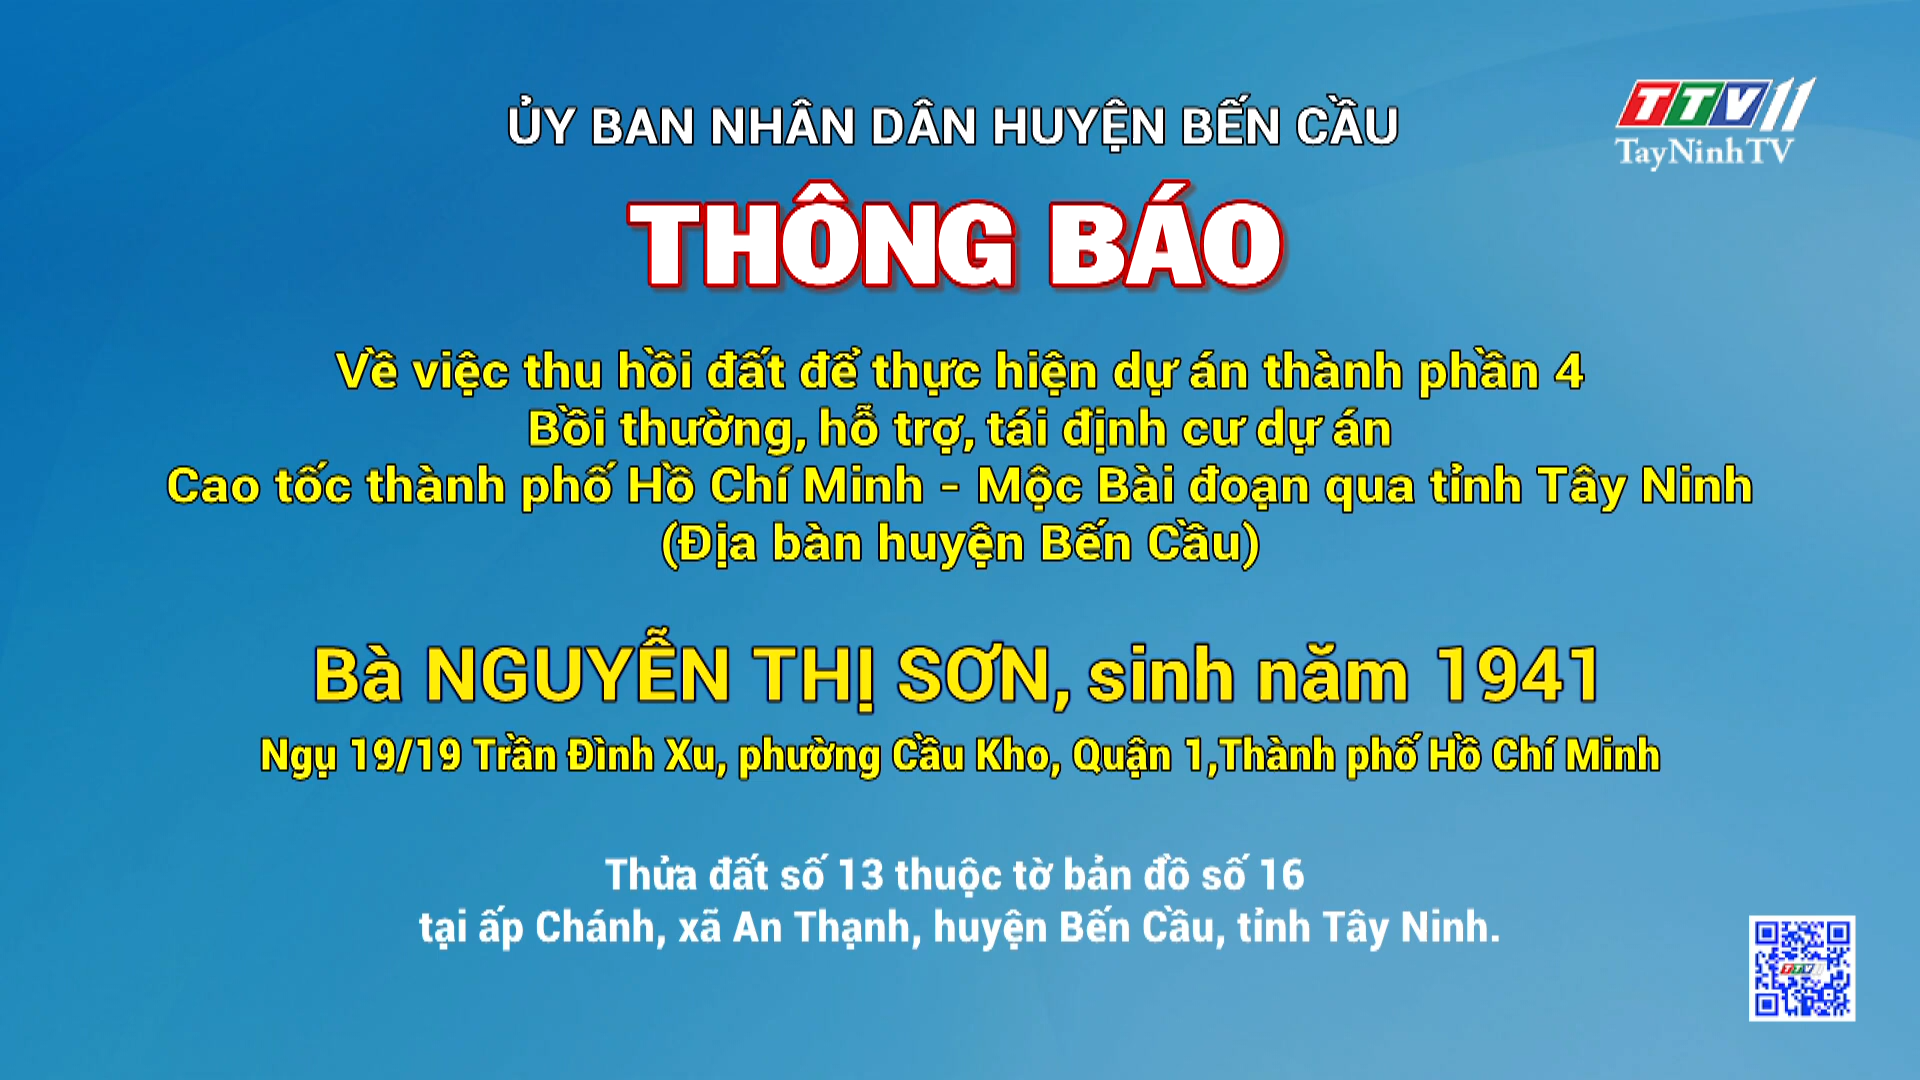 ỦY BAN NHÂN DÂN HUYỆN BẾN CẦU
TTV11
TayNinhTV
THÔNG BÁO
Về việc thu hồi đất để thực hiện dự án thành phần 4
Bồi thường, hỗ trợ, tái định cư dự án
Cao tốc thành phố Hồ Chí Minh - Mộc Bài đoạn qua tỉnh Tây Ninh
(Địa bàn huyện Bến Cầu)
Bà NGUYỄN THỊ SƠN, sinh năm 1941
Ngụ 19/19 Trần Đình Xu, phường Cầu Kho, Quận 1,Thành phố Hồ Chí Minh
Thửa đất số 13 thuộc tờ bản đồ số 16
tại ấp Chánh, xã An Thạnh, huyện Bến Cầu, tỉnh Tây Ninh.
TTV11